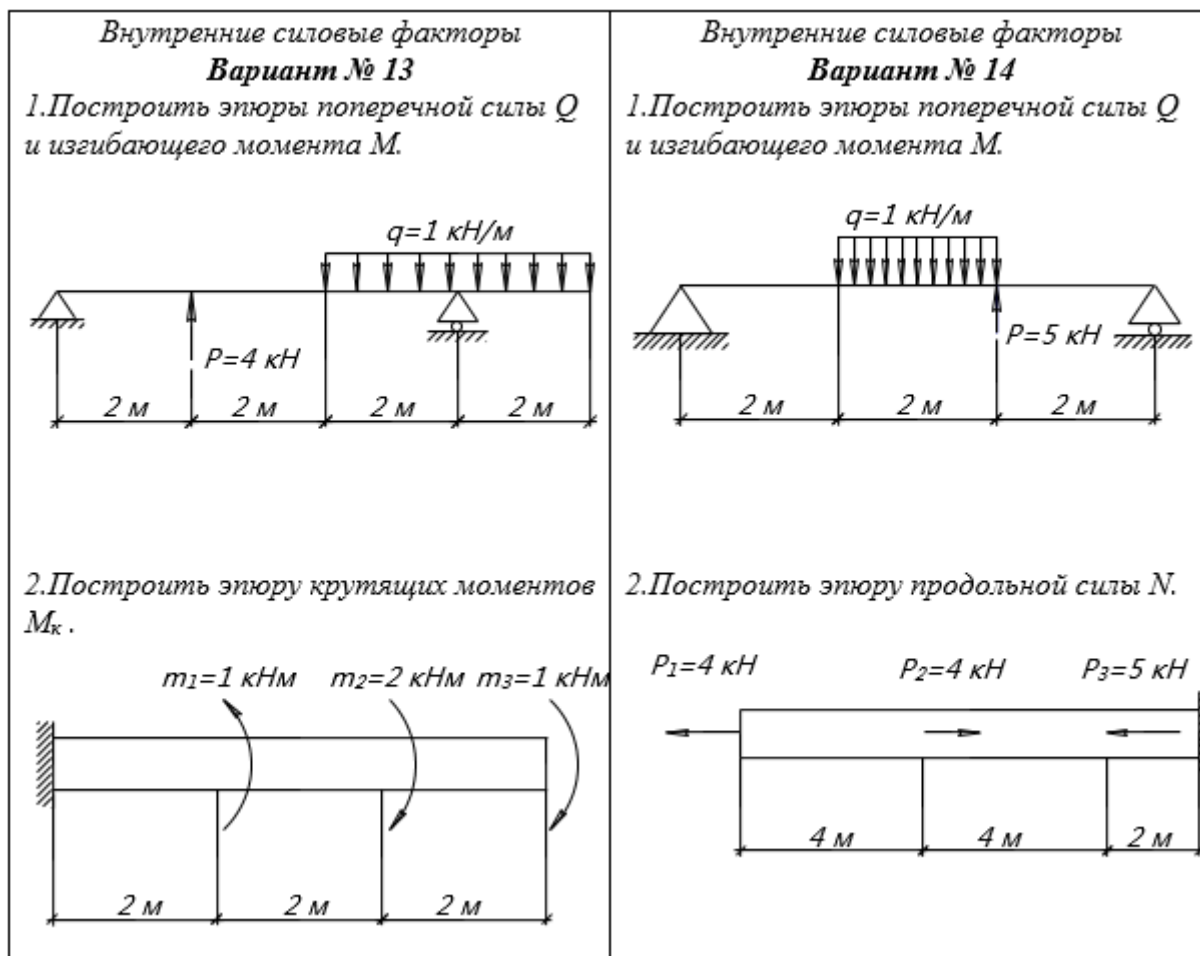 Внутренние силовые факторы
Вариант № 13
1.Построить эпюры поперечной силы Q
и изгибающего момента М.
q=1 кН/м
P=4 кН
2 м
2 м
2 м
2 м
2.Построить эпюру крутящих моментов
Мк .
m1=1 кНм
m2=2 кНм
m3=1 кНм
2 м
2 м
2 м
Внутренние силовые факторы
Вариант № 14
1.Построить эпюры поперечной силы Q
и изгибающего момента М.
q=1 кН/м
P=5 кН
2 м
2 м
2 м
2.Построить эпюру продольной силы N.
P1=4 кН
P2=4 кН
P3=5 кН
4 м
4 м
2 м